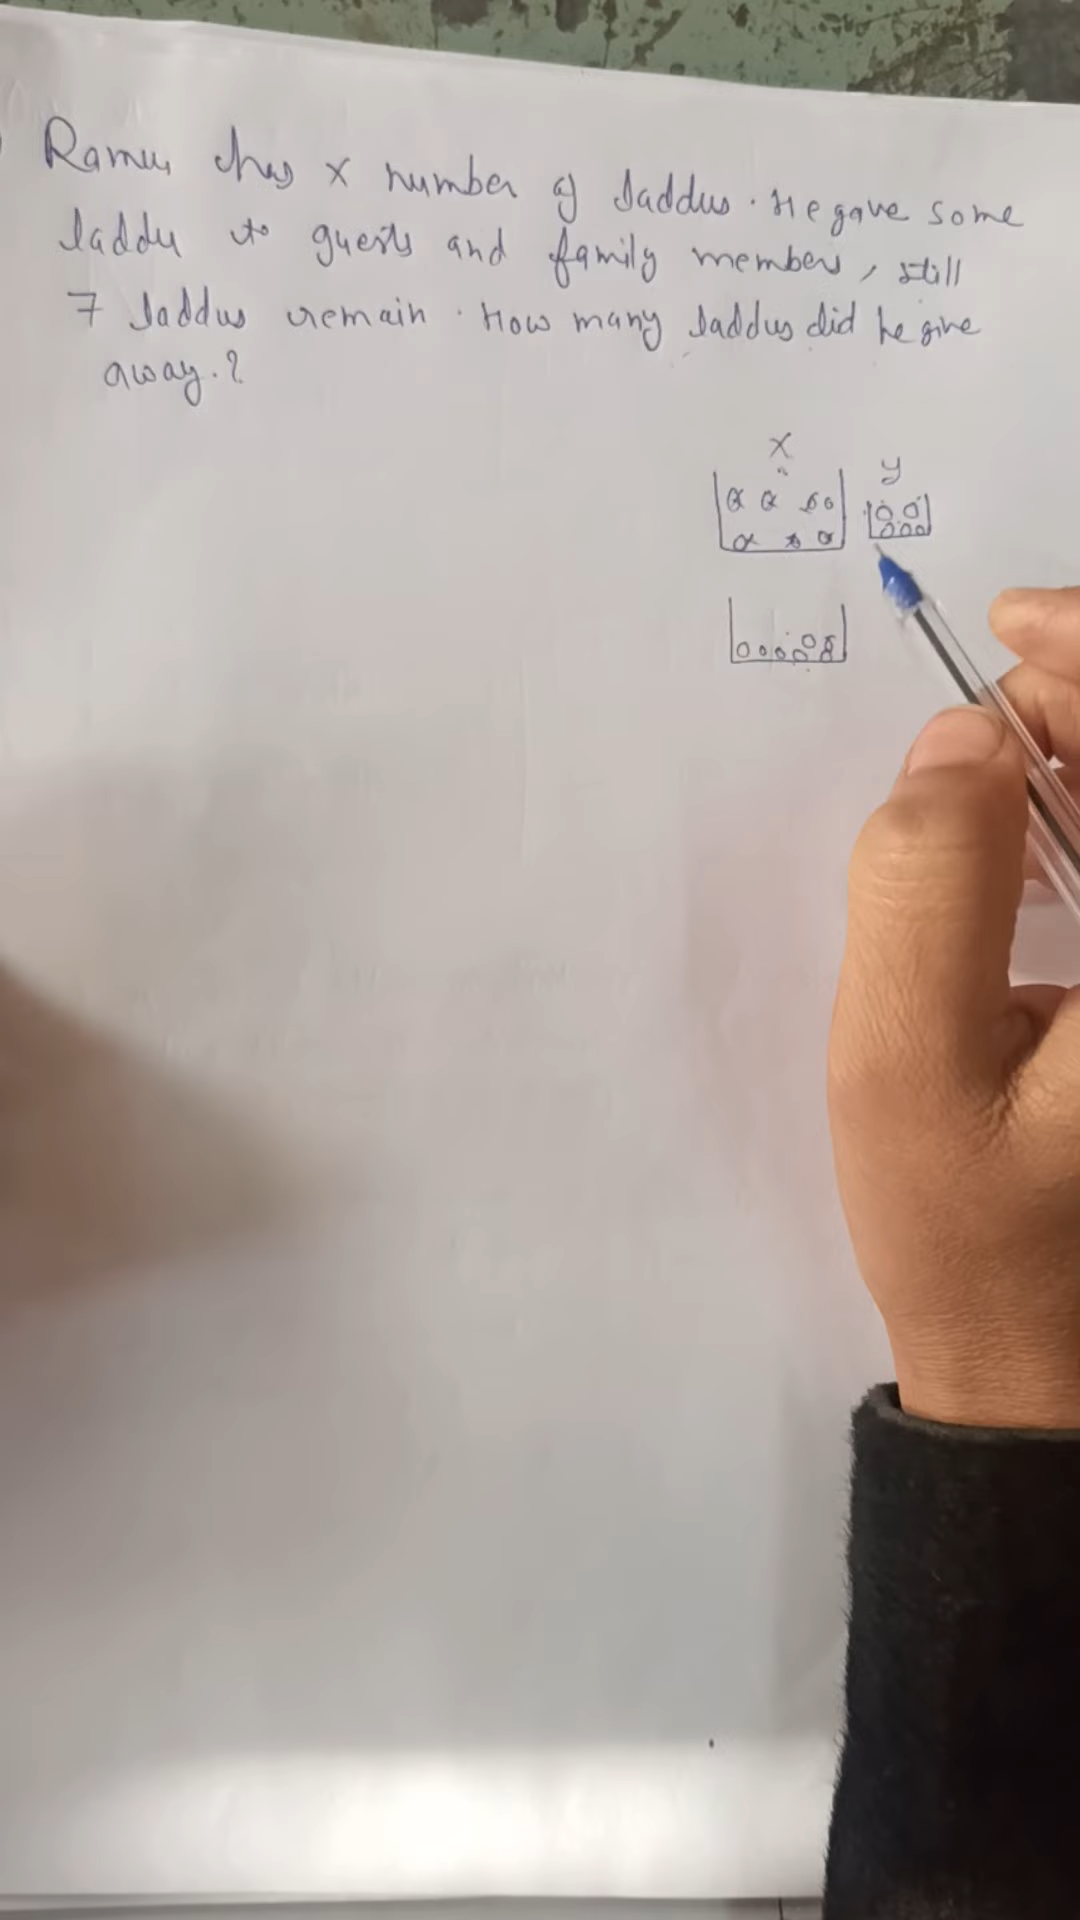 Ramu has x number of laddus. He gave some
laddu to guests and family members, still
7 laddus remain. How many laddus did he give
away.?
x
y